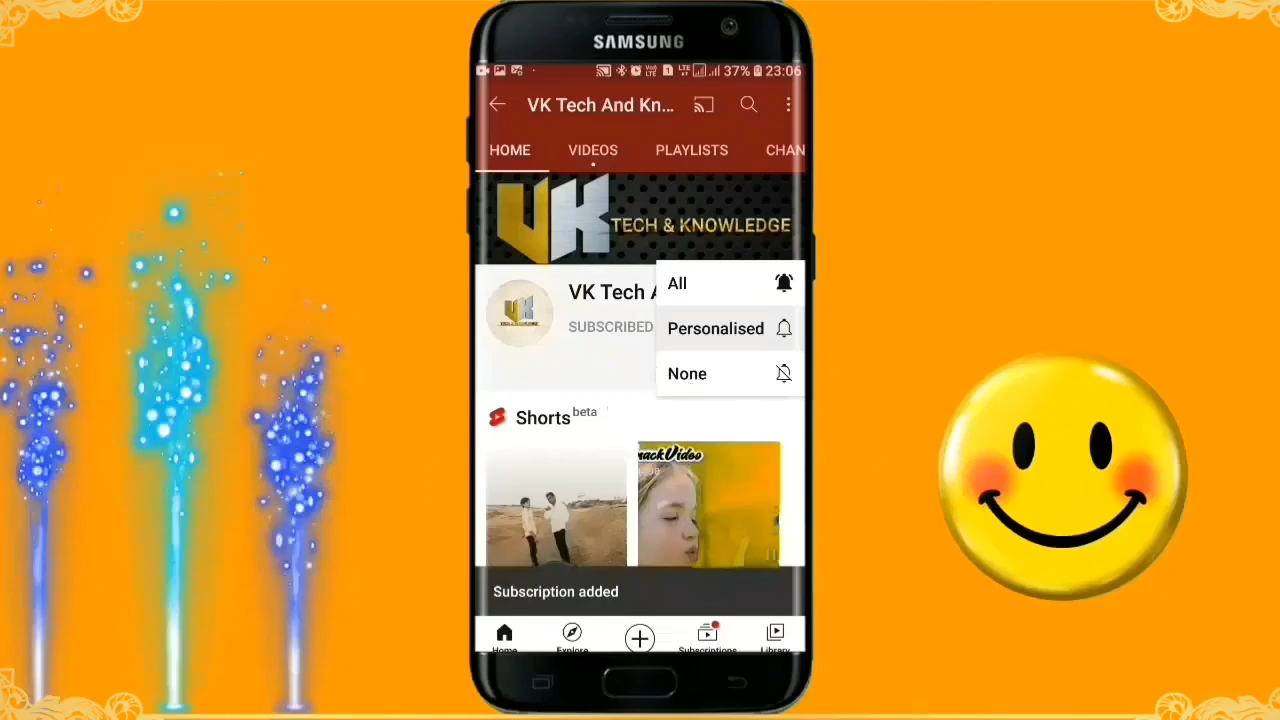 SAMSUNG
37% 23:06
VK Tech And Kn...
HOME VIDEOS PLAYLISTS CHAN
VK TECH & KNOWLEDGE
All
VK Tech A
Personalised
SUBSCRIBED
None
Shorts beta
nackVideo
Subscription added
Home Explore Subscriptions Library